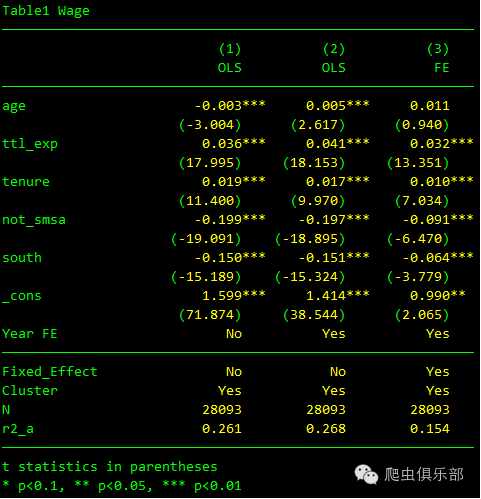 Table1 Wage
(1) (2) (3)
OLS OLS FE
age -0.003*** 0.005*** 0.011
(-3.004) (2.617) (0.940)
ttl_exp 0.036*** 0.041*** 0.032***
(17.995) (18.153) (13.351)
tenure 0.019*** 0.017*** 0.010***
(11.400) (9.970) (7.034)
not_smsa -0.199*** -0.197*** -0.091***
(-19.091) (-18.895) (-6.470)
south -0.150*** -0.151*** -0.064***
(-15.189) (-15.324) (-3.779)
_cons 1.599*** 1.414*** 0.990**
(71.874) (38.544) (2.065)
Year FE No Yes Yes
Fixed_Effect No No Yes
Cluster Yes Yes Yes
N 28093 28093 28093
r2_a 0.261 0.268 0.154
t statistics in parentheses
* p<0.1, ** p<0.05, *** p<0.01
爬虫俱乐部